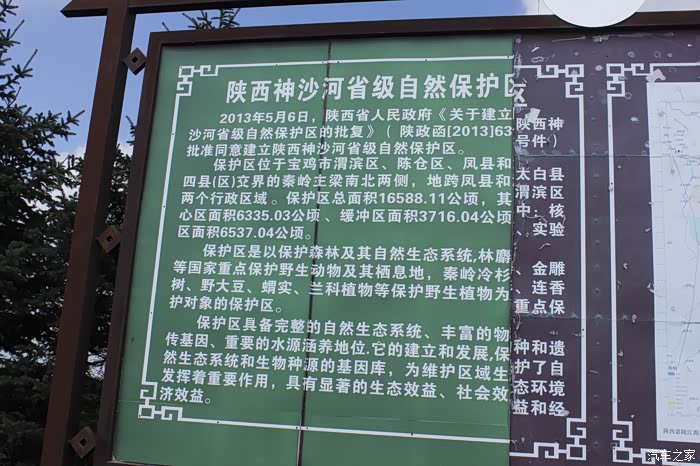 陕西神沙河省级自然保护区
2013年5月6日，陕西省人民政府《关于建立陕西神
沙河省级自然保护区的批复》（陕政函[2013]63号件）
批准同意建立陕西神沙河省级自然保护区。
保护区位于宝鸡市渭滨区、陈仓区、凤县和太白县
四县(区)交界的秦岭主梁南北两侧，地跨凤县和渭滨区
两个行政区域。保护区总面积16588.11公顷，其中：核
心区面积6335.03公顷、缓冲区面积3716.04公顷、实验
区面积6537.04公顷。
保护区是以保护森林及其自然生态系统，林麝、金雕
等国家重点保护野生动物及其栖息地，秦岭冷杉、连香
树、野大豆、蝟实、兰科植物等保护野生植物为重点保
护对象的保护区。
保护区具备完整的自然生态系统、丰富的物种和遗
传基因、重要的水源涵养地位.它的建立和发展,保护了自
然生态系统和生物种源的基因库，为维护区域生态环境
发挥着重要作用，具有显著的生态效益、社会效益和经
济效益。
汽车之家